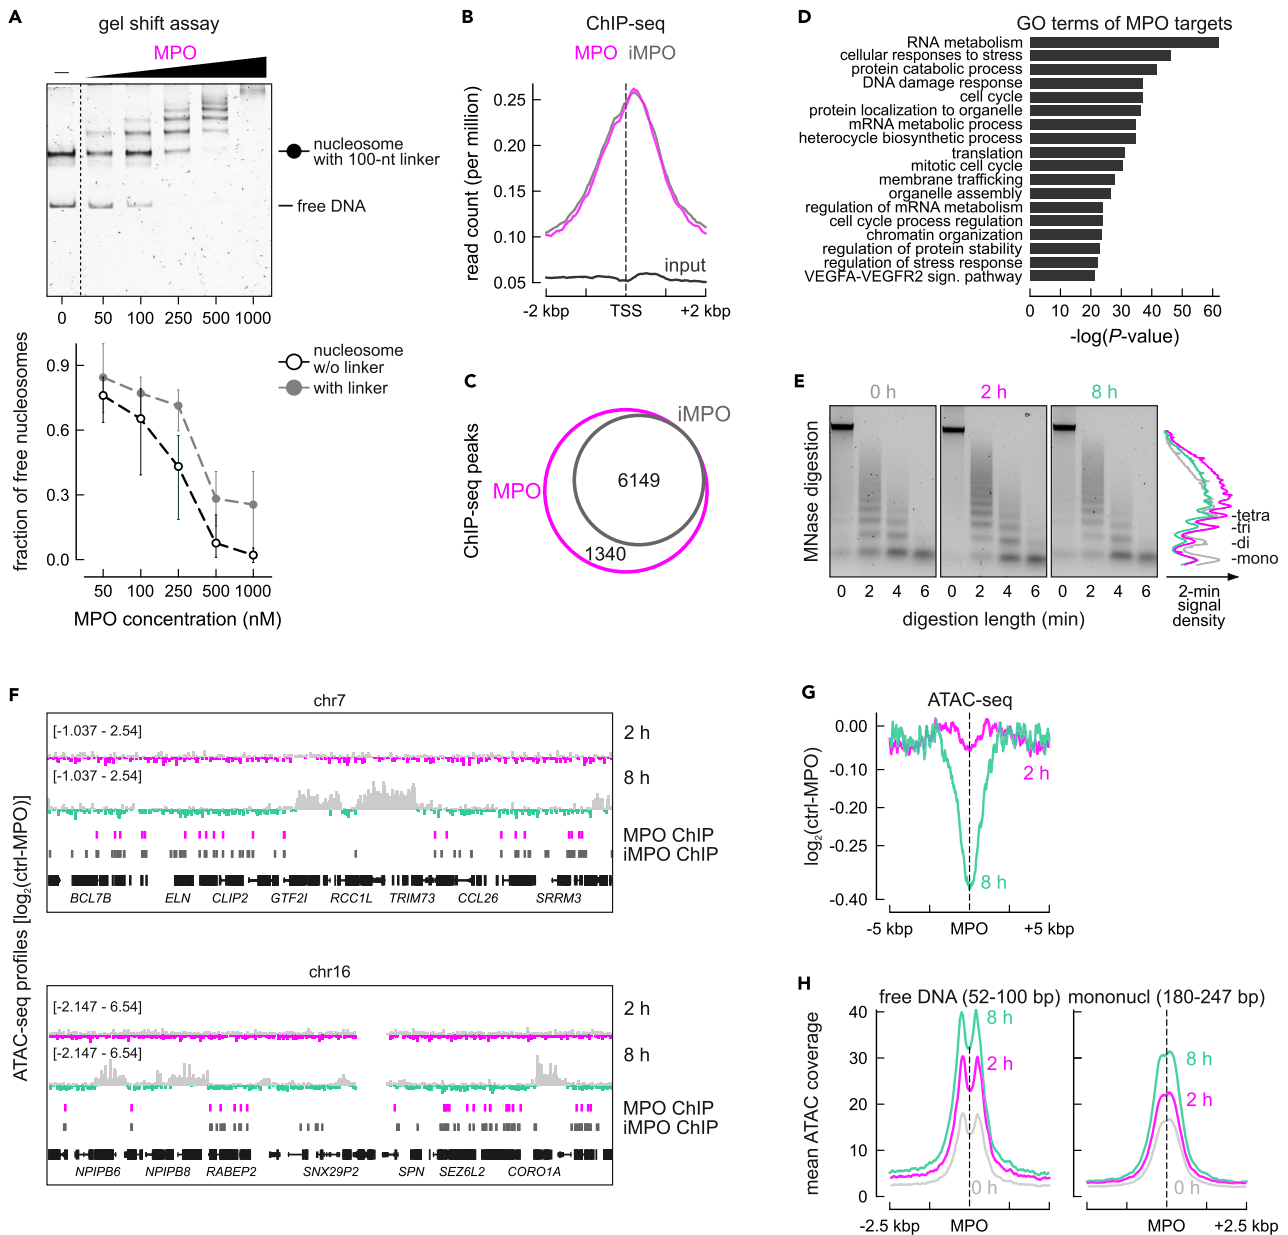 A
gel shift assay
MPO
—
nucleosome
with 100-nt linker
free DNA
0 50 100 250 500 1000
fraction of free nucleosomes
0.9
0.6
0.3
0.0
nucleosome
w/o linker
with linker
50 100 250 500 1000
MPO concentration (nM)
B
ChIP-seq
MPO iMPO
read count (per million)
0.25
0.20
0.15
0.10
0.05
input
-2 kbp TSS +2 kbp
C
ChIP-seq peaks
iMPO
MPO
6149
1340
D
GO terms of MPO targets
RNA metabolism
cellular responses to stress
protein catabolic process
DNA damage response
cell cycle
protein localization to organelle
mRNA metabolic process
heterocycle biosynthetic process
translation
mitotic cell cycle
membrane trafficking
organelle assembly
regulation of mRNA metabolism
cell cycle process regulation
chromatin organization
regulation of protein stability
regulation of stress response
VEGFA-VEGFR2 sign. pathway
0 10 20 30 40 50 60
-log(P-value)
E
0 h 2 h 8 h
MNase digestion
-tetra
-tri
-di
-mono
0 2 4 6 0 2 4 6 0 2 4 6
digestion length (min)
2-min
signal
density
F
ATAC-seq profiles [log2(ctrl-MPO)]
chr7
[-1.037 - 2.54]
2 h
[-1.037 - 2.54]
8 h
MPO ChIP
iMPO ChIP
BCL7B ELN CLIP2 GTF2I RCC1L TRIM73 CCL26 SRRM3
chr16
[-2.147 - 6.54]
2 h
[-2.147 - 6.54]
8 h
MPO ChIP
iMPO ChIP
NPIPB6 NPIPB8 RABEP2 SNX29P2 SPN SEZ6L2 CORO1A
G
ATAC-seq
log2(ctrl-MPO)
0.00
-0.10
-0.20
-0.25
-0.40
2 h
8 h
-5 kbp MPO +5 kbp
H
free DNA (52-100 bp) mononucl (180-247 bp)
mean ATAC coverage
40
30
20
10
0
8 h
2 h
0 h
8 h
2 h
0 h
-2.5 kbp MPO MPO +2.5 kbp